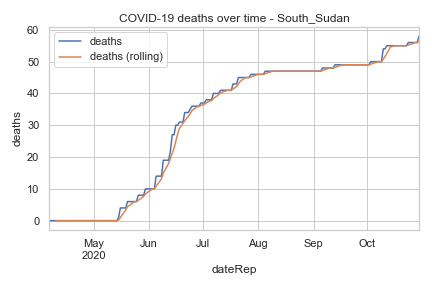 COVID-19 deaths over time - South_Sudan
deaths
deaths (rolling)
60
50
40
30
20
10
0
deaths
May
2020
Jun
Jul
Aug
Sep
Oct
dateRep